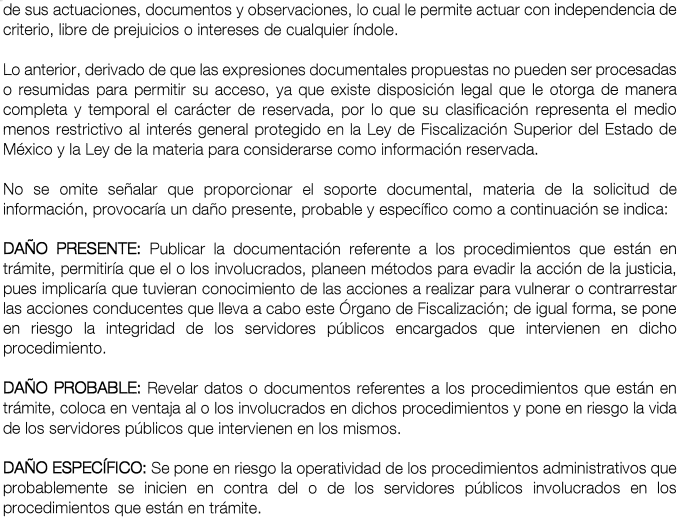 de sus actuaciones, documentos y observaciones, lo cual le permite actuar con independencia de
criterio, libre de prejuicios o intereses de cualquier índole.
Lo anterior, derivado de que las expresiones documentales propuestas no pueden ser procesadas
o resumidas para permitir su acceso, ya que existe disposición legal que le otorga de manera
completa y temporal el carácter de reservada, por lo que su clasificación representa el medio
menos restrictivo al interés general protegido en la Ley de Fiscalización Superior del Estado de
México y la Ley de la materia para considerarse como información reservada.
No se omite señalar que proporcionar el soporte documental, materia de la solicitud de
información, provocaría un daño presente, probable y específico como a continuación se indica:
DAÑO PRESENTE: Publicar la documentación referente a los procedimientos que están en
trámite, permitiría que el o los involucrados, planeen métodos para evadir la acción de la justicia,
pues implicaría que tuvieran conocimiento de las acciones a realizar para vulnerar o contrarrestar
las acciones conducentes que lleva a cabo este Órgano de Fiscalización; de igual forma, se pone
en riesgo la integridad de los servidores públicos encargados que intervienen en dicho
procedimiento.
DAÑO PROBABLE: Revelar datos o documentos referentes a los procedimientos que están en
trámite, coloca en ventaja al o los involucrados en dichos procedimientos y pone en riesgo la vida
de los servidores públicos que intervienen en los mismos.
DAÑO ESPECÍFICO: Se pone en riesgo la operatividad de los procedimientos administrativos que
probablemente se inicien en contra del o de los servidores públicos involucrados en los
procedimientos que están en trámite.